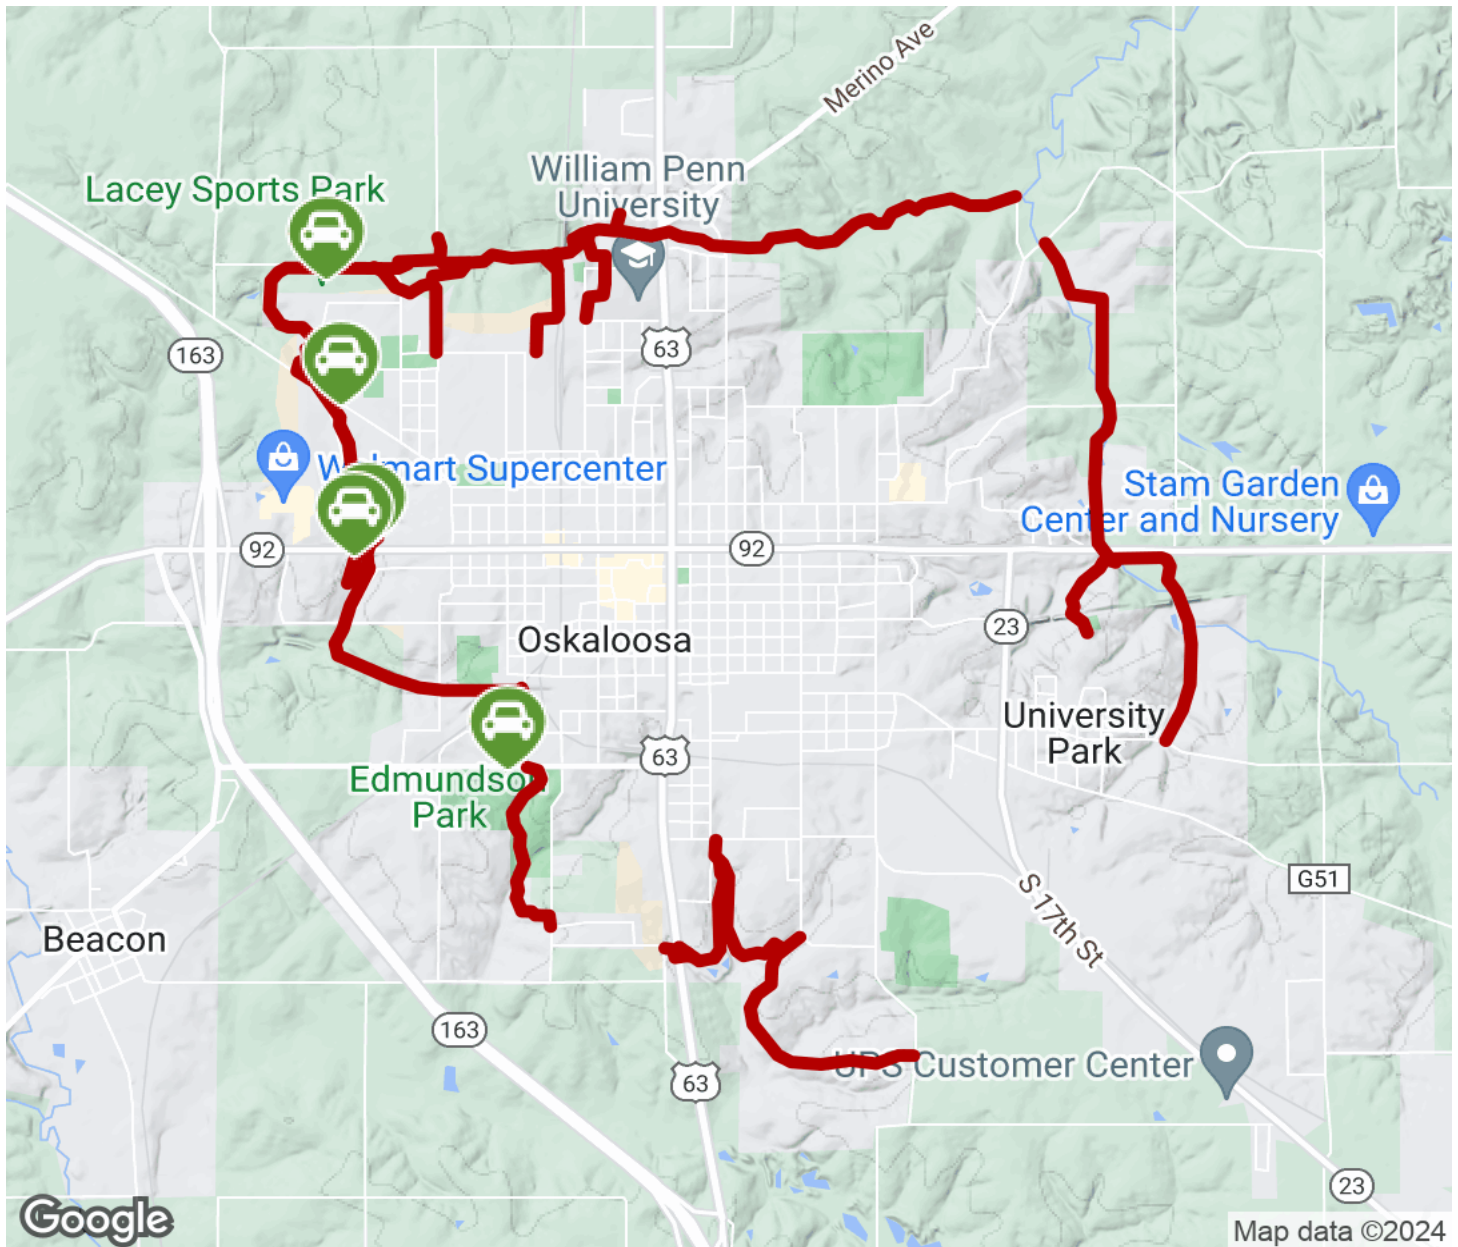 Merino Ave
William Penn
University
Lacey Sports Park
163
63
Walmart Supercenter
Stam Garden
Center and Nursery
92
92
23
Oskaloosa
University
Park
63
Edmundson
Park
G51
S 17th St
Beacon
163
UPS Customer Center
63
23
Google
Map data ©2024